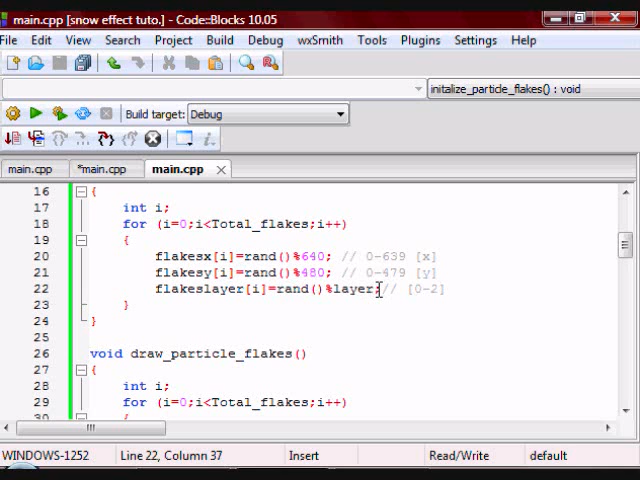 main.cpp [snow effect tuto.] - Code::Blocks 10.05
File Edit View Search Project Build Debug wxSmith Tools Plugins Settings Help
initalize_particle_flakes() : void
Build target: Debug
main.cpp *main.cpp main.cpp
16 {
17 int i;
18 for (i=0;i<Total_flakes;i++)
19 {
20 flakesx[i]=rand()%640; // 0-639 [x]
21 flakesy[i]=rand()%480; // 0-479 [y]
22 flakeslayer[i]=rand()%layer;// [0-2]
23 }
24 }
25
26 void draw_particle_flakes()
27 {
28 int i;
29 for (i=0;i<Total_flakes;i++)
30 {
WINDOWS-1252 Line 22, Column 37 Insert Read/Write default